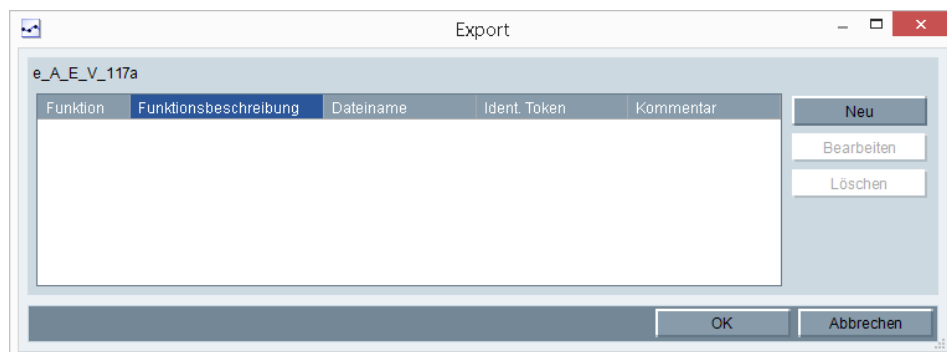 Export
e_A_E_V_117a
Funktion Funktionsbeschreibung Dateiname Ident. Token Kommentar
Neu
Bearbeiten
Löschen
OK Abbrechen